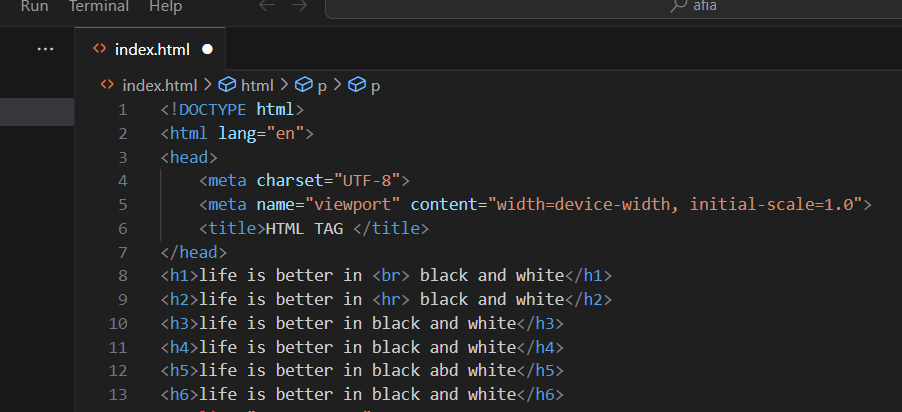 Run Terminal Help ← → afia
... <> index.html ●
<> index.html > html > p > p
1 <!DOCTYPE html>
2 <html lang="en">
3 <head>
4 <meta charset="UTF-8">
5 <meta name="viewport" content="width=device-width, initial-scale=1.0">
6 <title>HTML TAG </title>
7 </head>
8 <h1>life is better in <br> black and white</h1>
9 <h2>life is better in <hr> black and white</h2>
10 <h3>life is better in black and white</h3>
11 <h4>life is better in black and white</h4>
12 <h5>life is better in black abd white</h5>
13 <h6>life is better in black and white</h6>